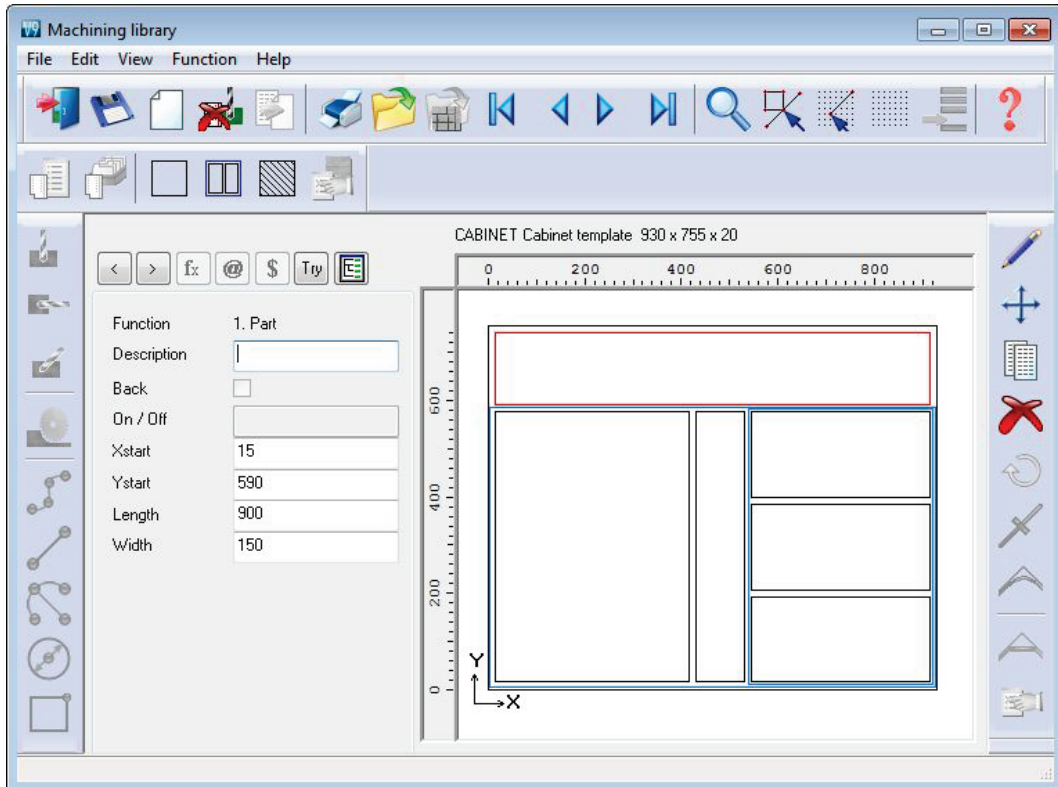 V9 Machining library
File Edit View Function Help
CABINET Cabinet template 930 x 755 x 20
< > fx @ $ Try
0 200 400 600 800
Function 1. Part
Description
Back
On / Off
Xstart 15
Ystart 590
Length 900
Width 150
600
400
200
0
Y
X